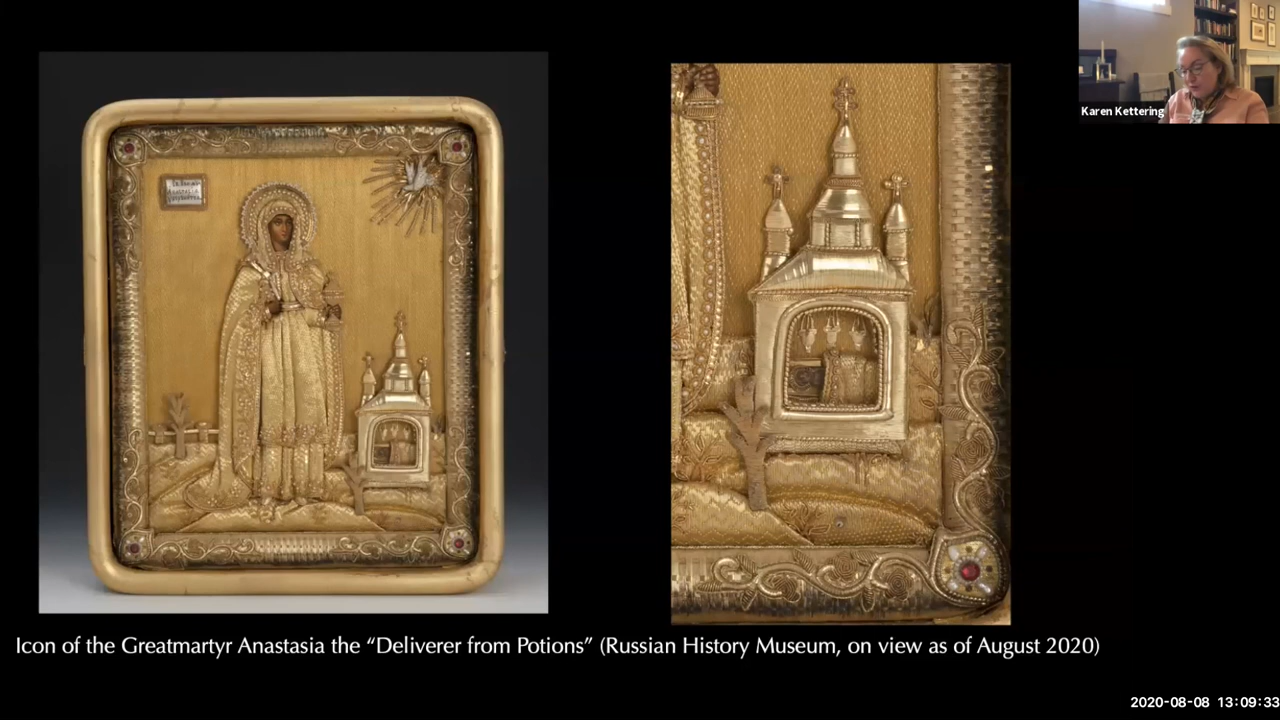 Karen Kettering
Icon of the Greatmartyr Anastasia the “Deliverer from Potions” (Russian History Museum, on view as of August 2020)
2020-08-08 13:09:33